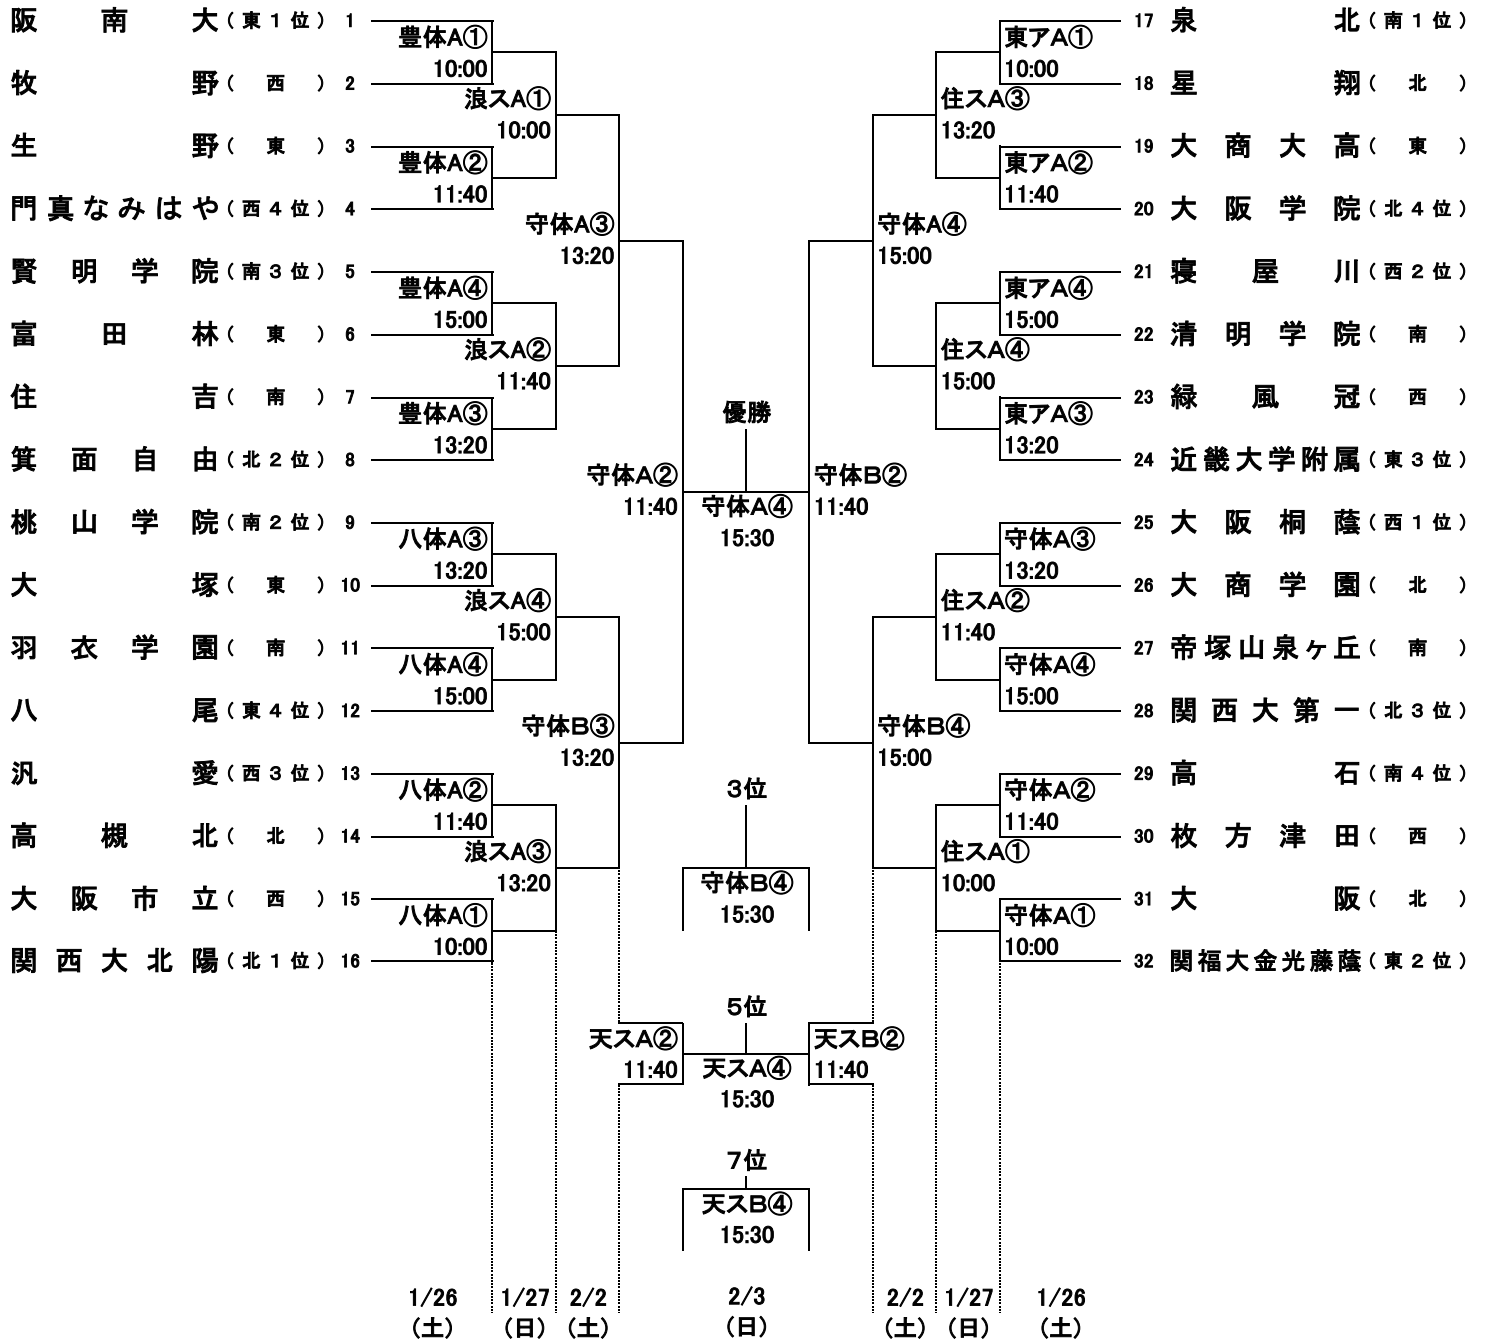 阪南大(東1位) 1
牧野(西) 2
生野(東) 3
門真なみはや(西4位) 4
賢明学院(南3位) 5
富田林(東) 6
住吉(南) 7
箕面自由(北2位) 8
桃山学院(南2位) 9
大塚(東) 10
羽衣学園(南) 11
八尾(東4位) 12
汎愛(西3位) 13
高槻北(北) 14
大阪市立(西) 15
関西大北陽(北1位) 16
豊体A①
10:00
豊体A②
11:40
豊体A④
15:00
豊体A③
13:20
八体A③
13:20
八体A④
15:00
八体A②
11:40
八体A①
10:00
浪スA①
10:00
浪スA②
11:40
浪スA④
15:00
浪スA③
13:20
守体A③
13:20
守体B③
13:20
守体A②
11:40
優勝
守体A④
15:30
3位
守体B④
15:30
天スA②
11:40
5位
天スA④
15:30
天スB②
11:40
7位
天スB④
15:30
守体B②
11:40
守体A④
15:00
守体B④
15:00
住スA③
13:20
住スA④
15:00
住スA②
11:40
住スA①
10:00
東アA①
10:00
東アA②
11:40
東アA④
15:00
東アA③
13:20
守体A③
13:20
守体A④
15:00
守体A②
11:40
守体A①
10:00
17 泉北(南1位)
18 星翔(北)
19 大商大高(東)
20 大阪学院(北4位)
21 寝屋川(西2位)
22 清明学院(南)
23 緑風冠(西)
24 近畿大学附属(東3位)
25 大阪桐蔭(西1位)
26 大商学園(北)
27 帝塚山泉ヶ丘(南)
28 関西大第一(北3位)
29 高石(南4位)
30 枚方津田(西)
31 大阪(北)
32 関福大金光藤蔭(東2位)
1/26 1/27 2/2 2/3 2/2 1/27 1/26
(土) (日) (土) (日) (土) (日) (土)